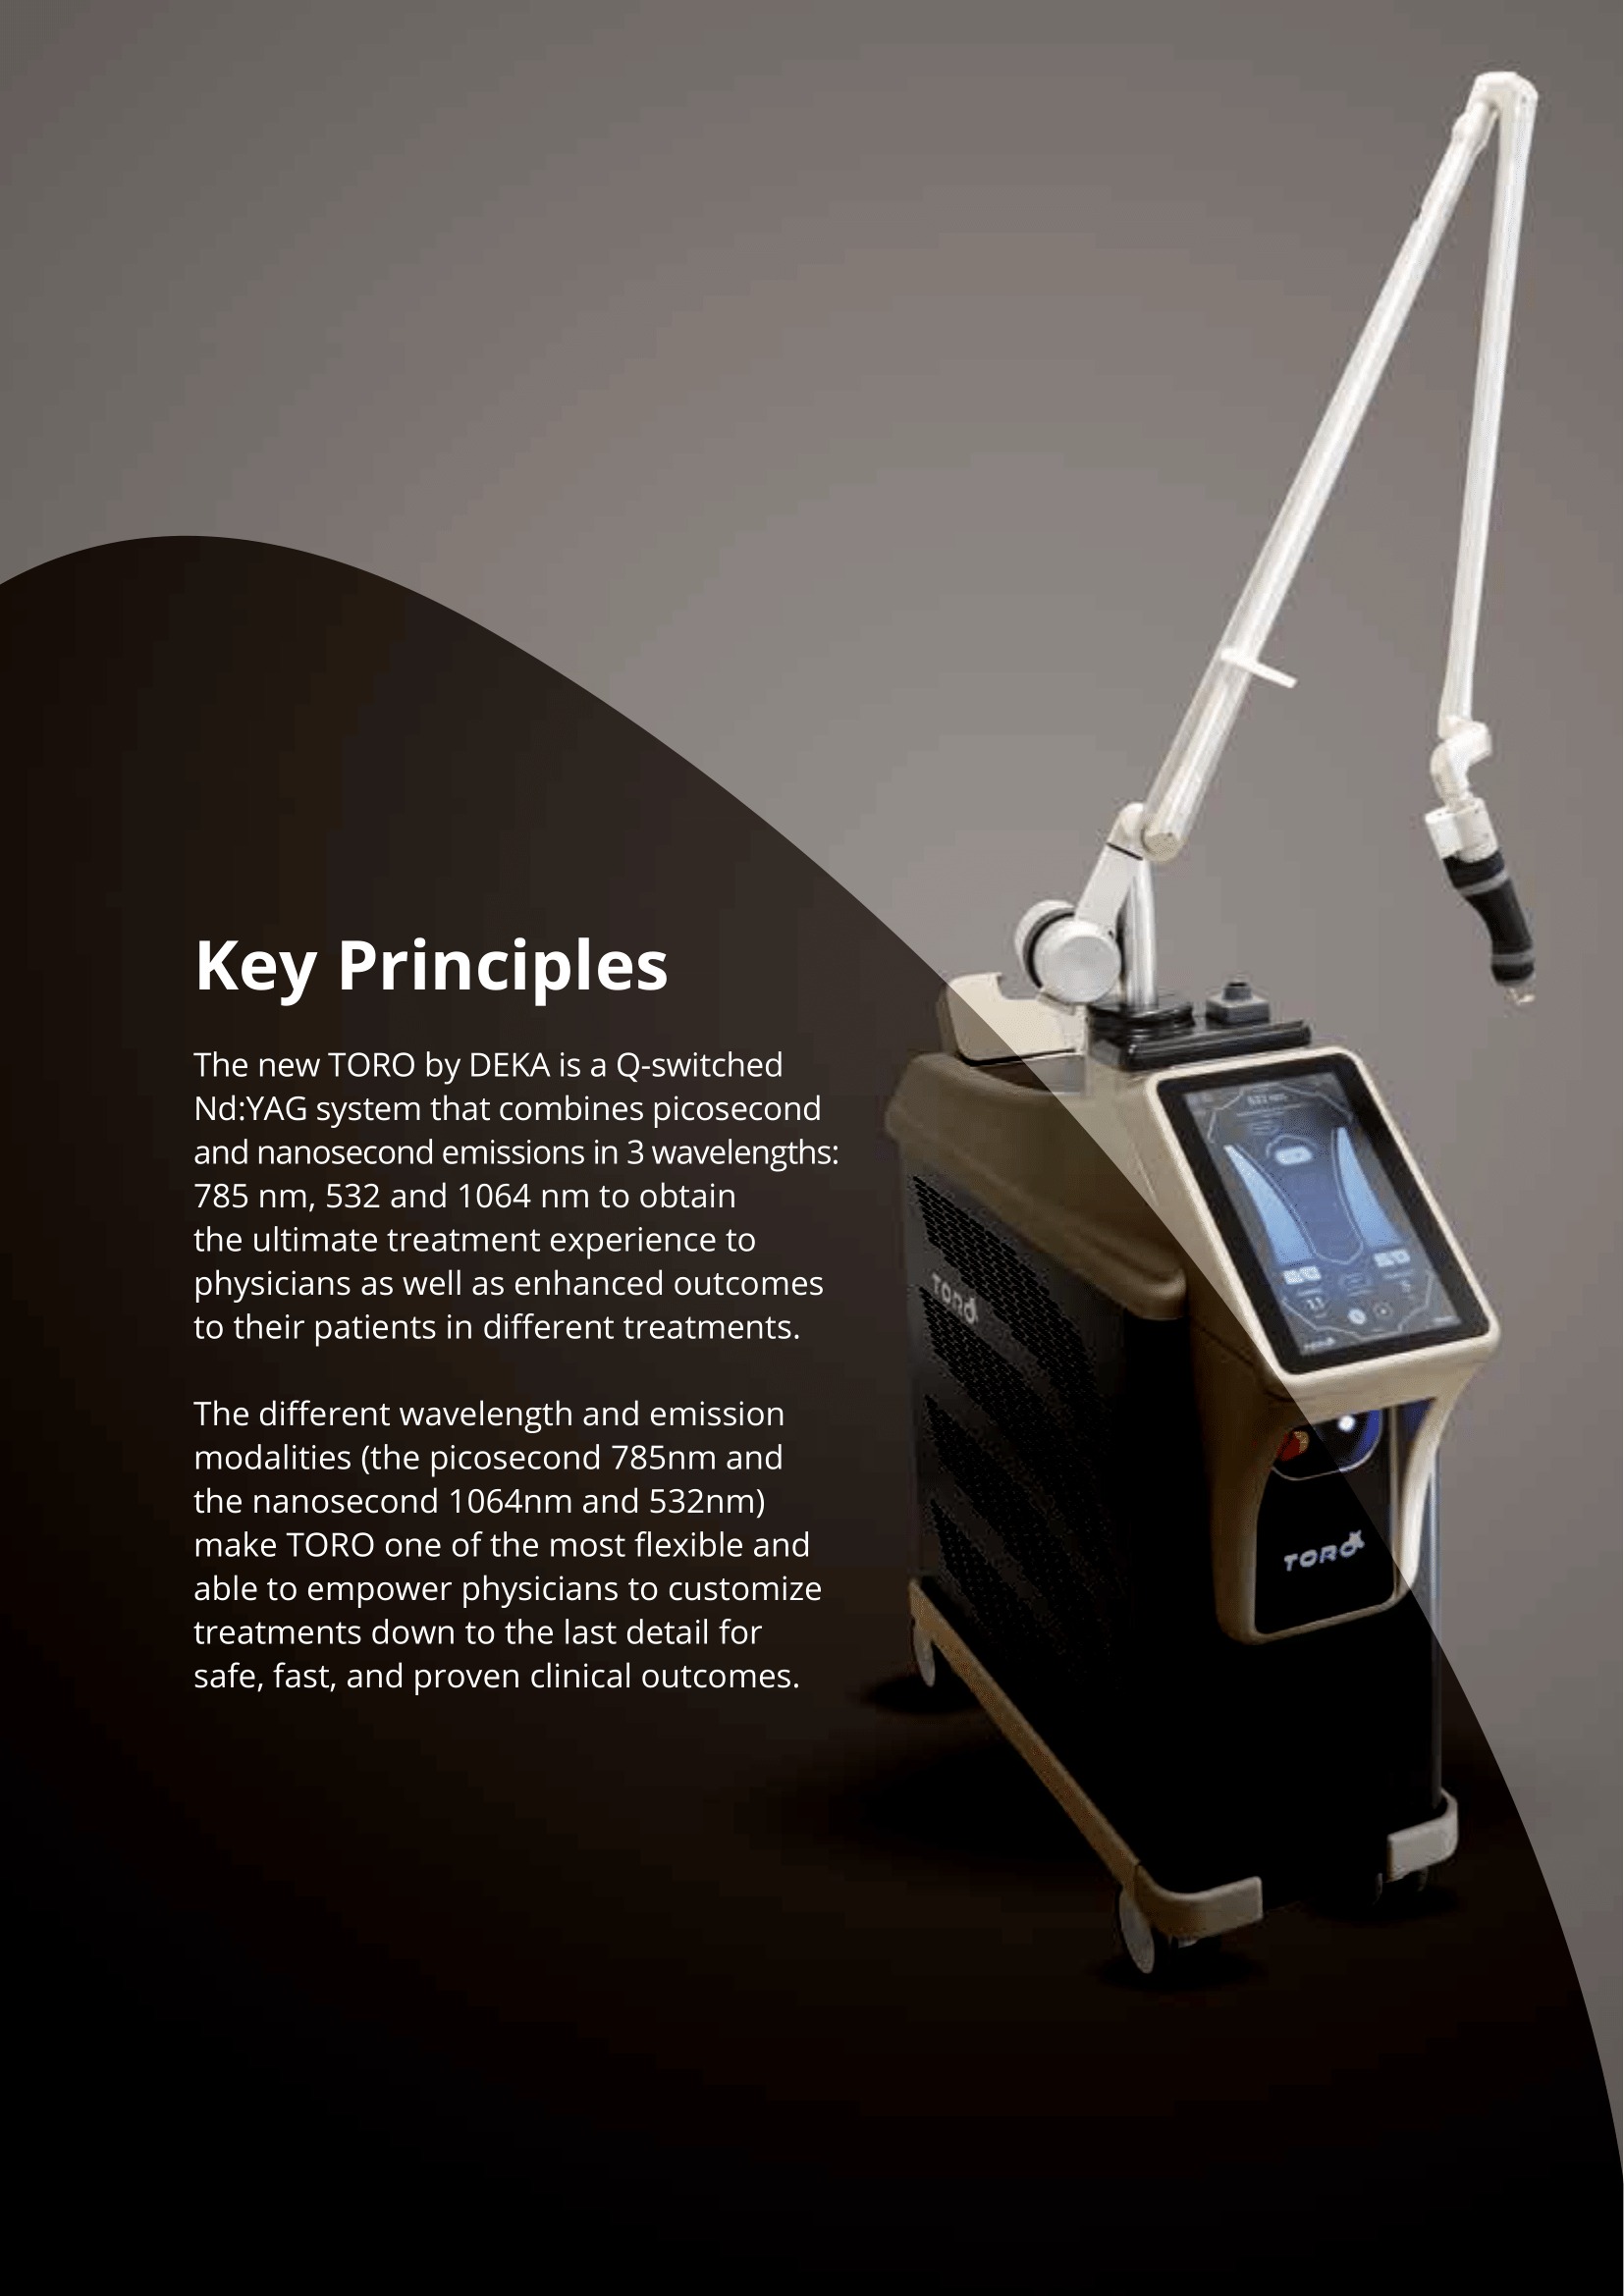 Key Principles
The new TORO by DEKA is a Q-switched
Nd:YAG system that combines picosecond
and nanosecond emissions in 3 wavelengths:
785 nm, 532 and 1064 nm to obtain
the ultimate treatment experience to
physicians as well as enhanced outcomes
to their patients in different treatments.
The different wavelength and emission
modalities (the picosecond 785nm and
the nanosecond 1064nm and 532nm)
make TORO one of the most flexible and
able to empower physicians to customize
treatments down to the last detail for
safe, fast, and proven clinical outcomes.
TORO
TORO